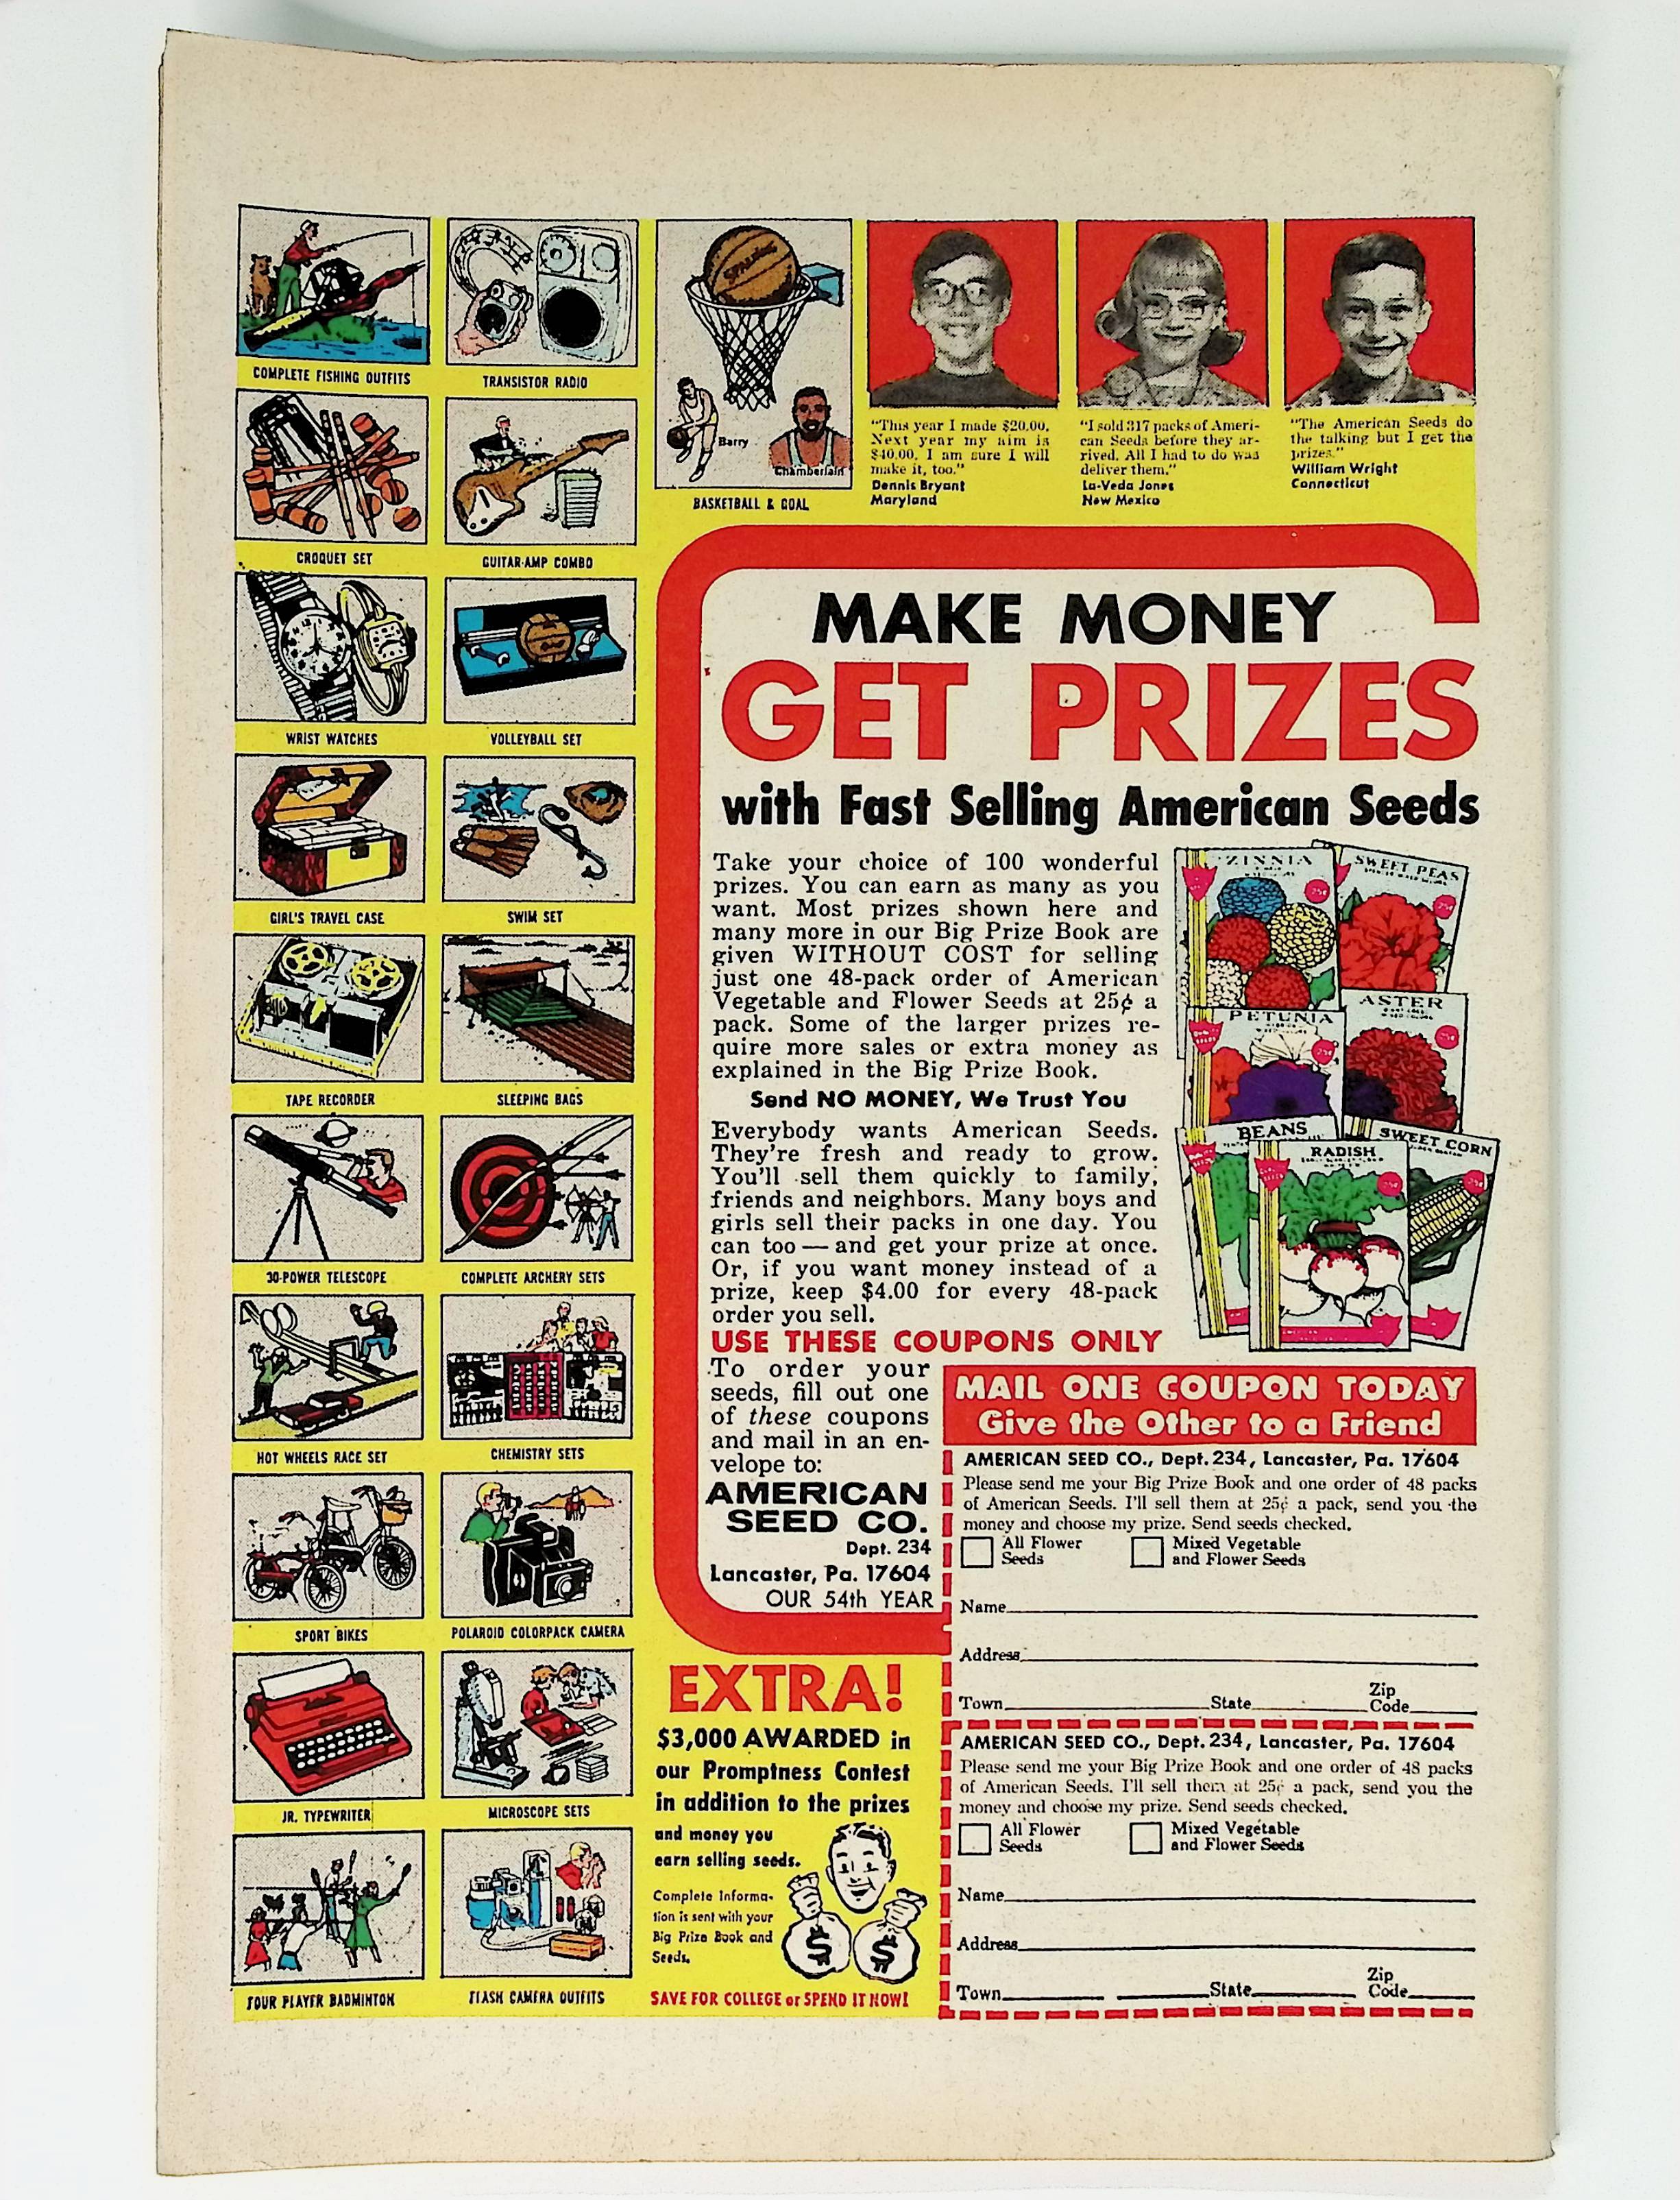 COMPLETE FISHING OUTFITS
TRANSISTOR RADIO
CROQUET SET
GUITAR-AMP COMBO
WRIST WATCHES
VOLLEYBALL SET
GIRL'S TRAVEL CASE
SWIM SET
TAPE RECORDER
SLEEPING BAGS
30-POWER TELESCOPE
COMPLETE ARCHERY SETS
HOT WHEELS RACE SET
CHEMISTRY SETS
SPORT BIKES
POLAROID COLORPACK CAMERA
JR. TYPEWRITER
MICROSCOPE SETS
FOUR PLAYER BADMINTON
FLASH CAMERA OUTFITS
SPALDING
Barry
Chamberlain
BASKETBALL & GOAL
"This year I made $20.00.
Next year my aim is
$40.00. I am sure I will
make it, too."
Dennis Bryant
Maryland
"I sold 317 packs of Ameri-
can Seeds before they ar-
rived. All I had to do was
deliver them."
La-Veda Jones
New Mexico
"The American Seeds do
the talking but I get the
prizes."
William Wright
Connecticut
MAKE MONEY
GET PRIZES
with Fast Selling American Seeds
Take your choice of 100 wonderful
prizes. You can earn as many as you
want. Most prizes shown here and
many more in our Big Prize Book are
given WITHOUT COST for selling
just one 48-pack order of American
Vegetable and Flower Seeds at 25¢ a
pack. Some of the larger prizes re-
quire more sales or extra money as
explained in the Big Prize Book.
Send NO MONEY, We Trust You
Everybody wants American Seeds.
They're fresh and ready to grow.
You'll sell them quickly to family,
friends and neighbors. Many boys and
girls sell their packs in one day. You
can too — and get your prize at once.
Or, if you want money instead of a
prize, keep $4.00 for every 48-pack
order you sell.
ZINNIA
25¢
SWEET PEAS
25¢
PETUNIA
25¢
ASTER
25¢
BEANS
RADISH
25¢
SWEET CORN
25¢
USE THESE COUPONS ONLY
To order your
seeds, fill out one
of these coupons
and mail in an en-
velope to:
AMERICAN
SEED CO.
Dept. 234
Lancaster, Pa. 17604
OUR 54th YEAR
MAIL ONE COUPON TODAY
Give the Other to a Friend
AMERICAN SEED CO., Dept. 234, Lancaster, Pa. 17604
Please send me your Big Prize Book and one order of 48 packs
of American Seeds. I'll sell them at 25¢ a pack, send you the
money and choose my prize. Send seeds checked.
All Flower
Seeds
Mixed Vegetable
and Flower Seeds
Name
Address
Town State Zip
Code
AMERICAN SEED CO., Dept. 234, Lancaster, Pa. 17604
Please send me your Big Prize Book and one order of 48 packs
of American Seeds. I'll sell them at 25¢ a pack, send you the
money and choose my prize. Send seeds checked.
All Flower
Seeds
Mixed Vegetable
and Flower Seeds
Name
Address
Town State Zip
Code
EXTRA!
$3,000 AWARDED in
our Promptness Contest
in addition to the prizes
and money you
earn selling seeds.
Complete Informa-
tion is sent with your
Big Prize Book and
Seeds.
$ $
SAVE FOR COLLEGE or SPEND IT NOW!